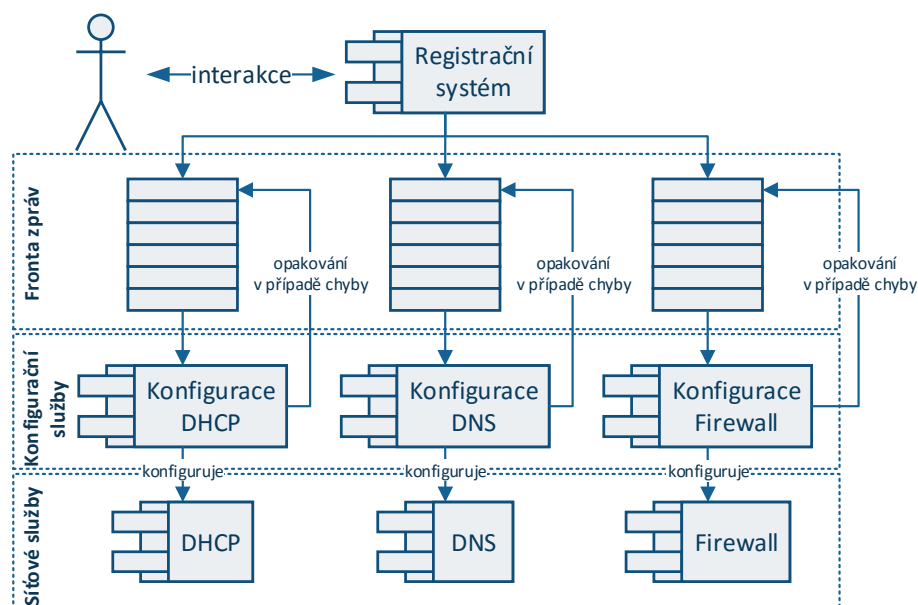 interakce
Registrační
systém
Fronta zpráv
opakování
v případě chyby
opakování
v případě chyby
opakování
v případě chyby
Konfigurační
služby
Konfigurace
DHCP
Konfigurace
DNS
Konfigurace
Firewall
konfiguruje
konfiguruje
konfiguruje
Síťové služby
DHCP
DNS
Firewall